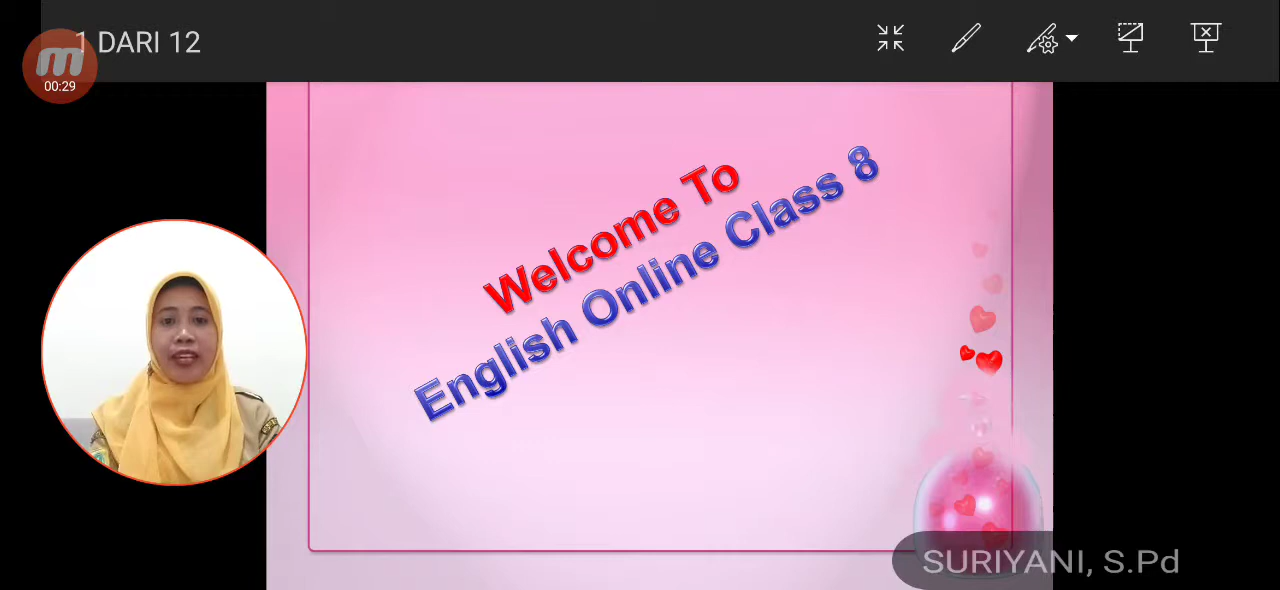 1 DARI 12
00:29
Welcome To
English Online Class 8
SURIYANI, S.Pd